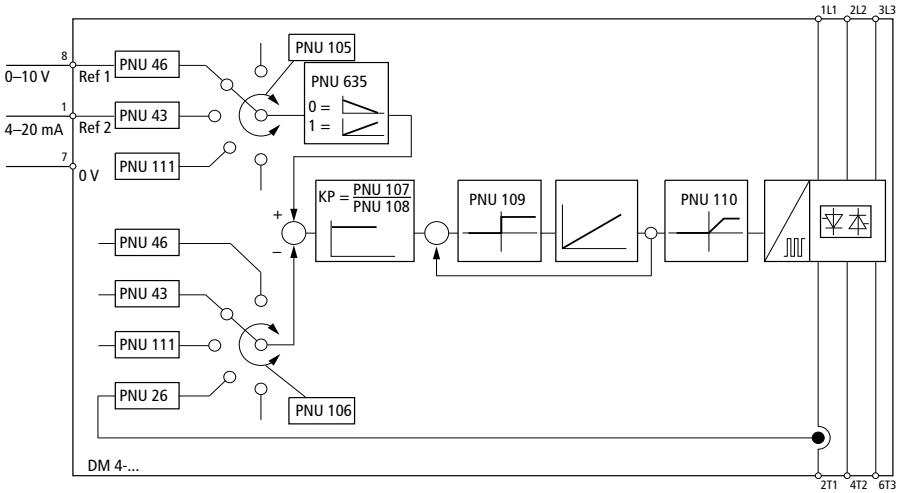 1L1 2L2 3L3
8
0–10 V
Ref 1
PNU 46
PNU 105
PNU 635
0 =
1 =
1
4–20 mA
Ref 2
PNU 43
7
0 V
PNU 111
+
–
KP = PNU 107
PNU 108
PNU 109
PNU 110
PNU 46
PNU 43
PNU 111
PNU 26
PNU 106
DM 4-...
2T1 4T2 6T3